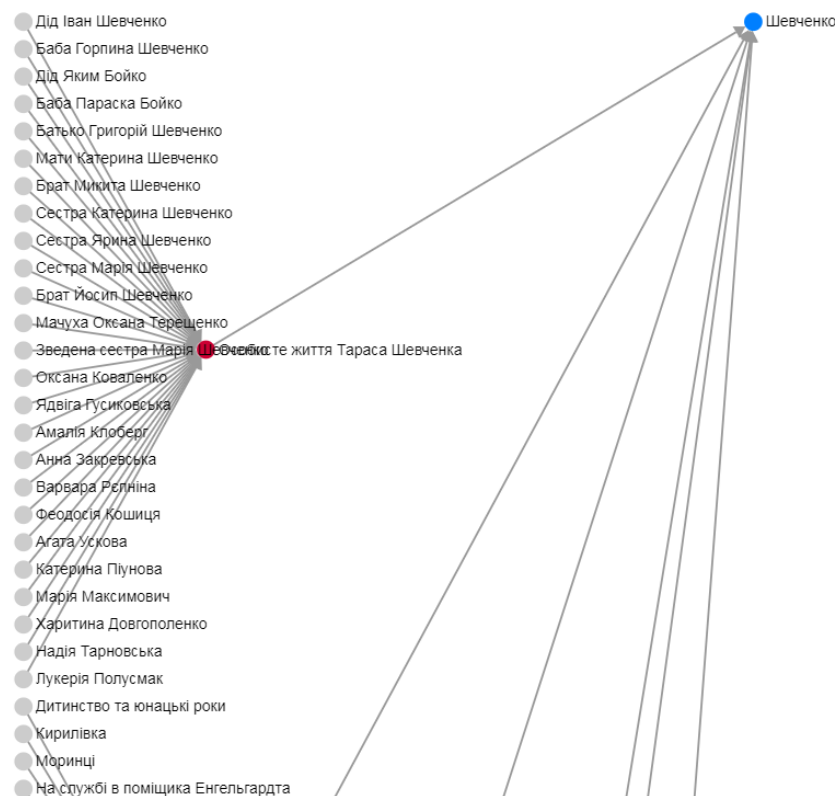 Дід Іван Шевченко
Шевченко
Баба Горпина Шевченко
Дід Яким Бойко
Баба Параска Бойко
Батько Григорій Шевченко
Мати Катерина Шевченко
Брат Микита Шевченко
Сестра Катерина Шевченко
Сестра Ярина Шевченко
Сестра Марія Шевченко
Брат Йосип Шевченко
Мачуха Оксана Терещенко
Зведена сестра Марія Шевченко
Особисте життя Тараса Шевченка
Оксана Коваленко
Ядвіга Гусиковська
Амалія Клоберг
Анна Закревська
Варвара Рєпніна
Феодосія Кошиця
Агата Ускова
Катерина Піунова
Марія Максимович
Харитина Довгополенко
Надія Тарновська
Лукерія Полусмак
Дитинство та юнацькі роки
Кирилівка
Моринці
На службі в поміщика Енгельгардта